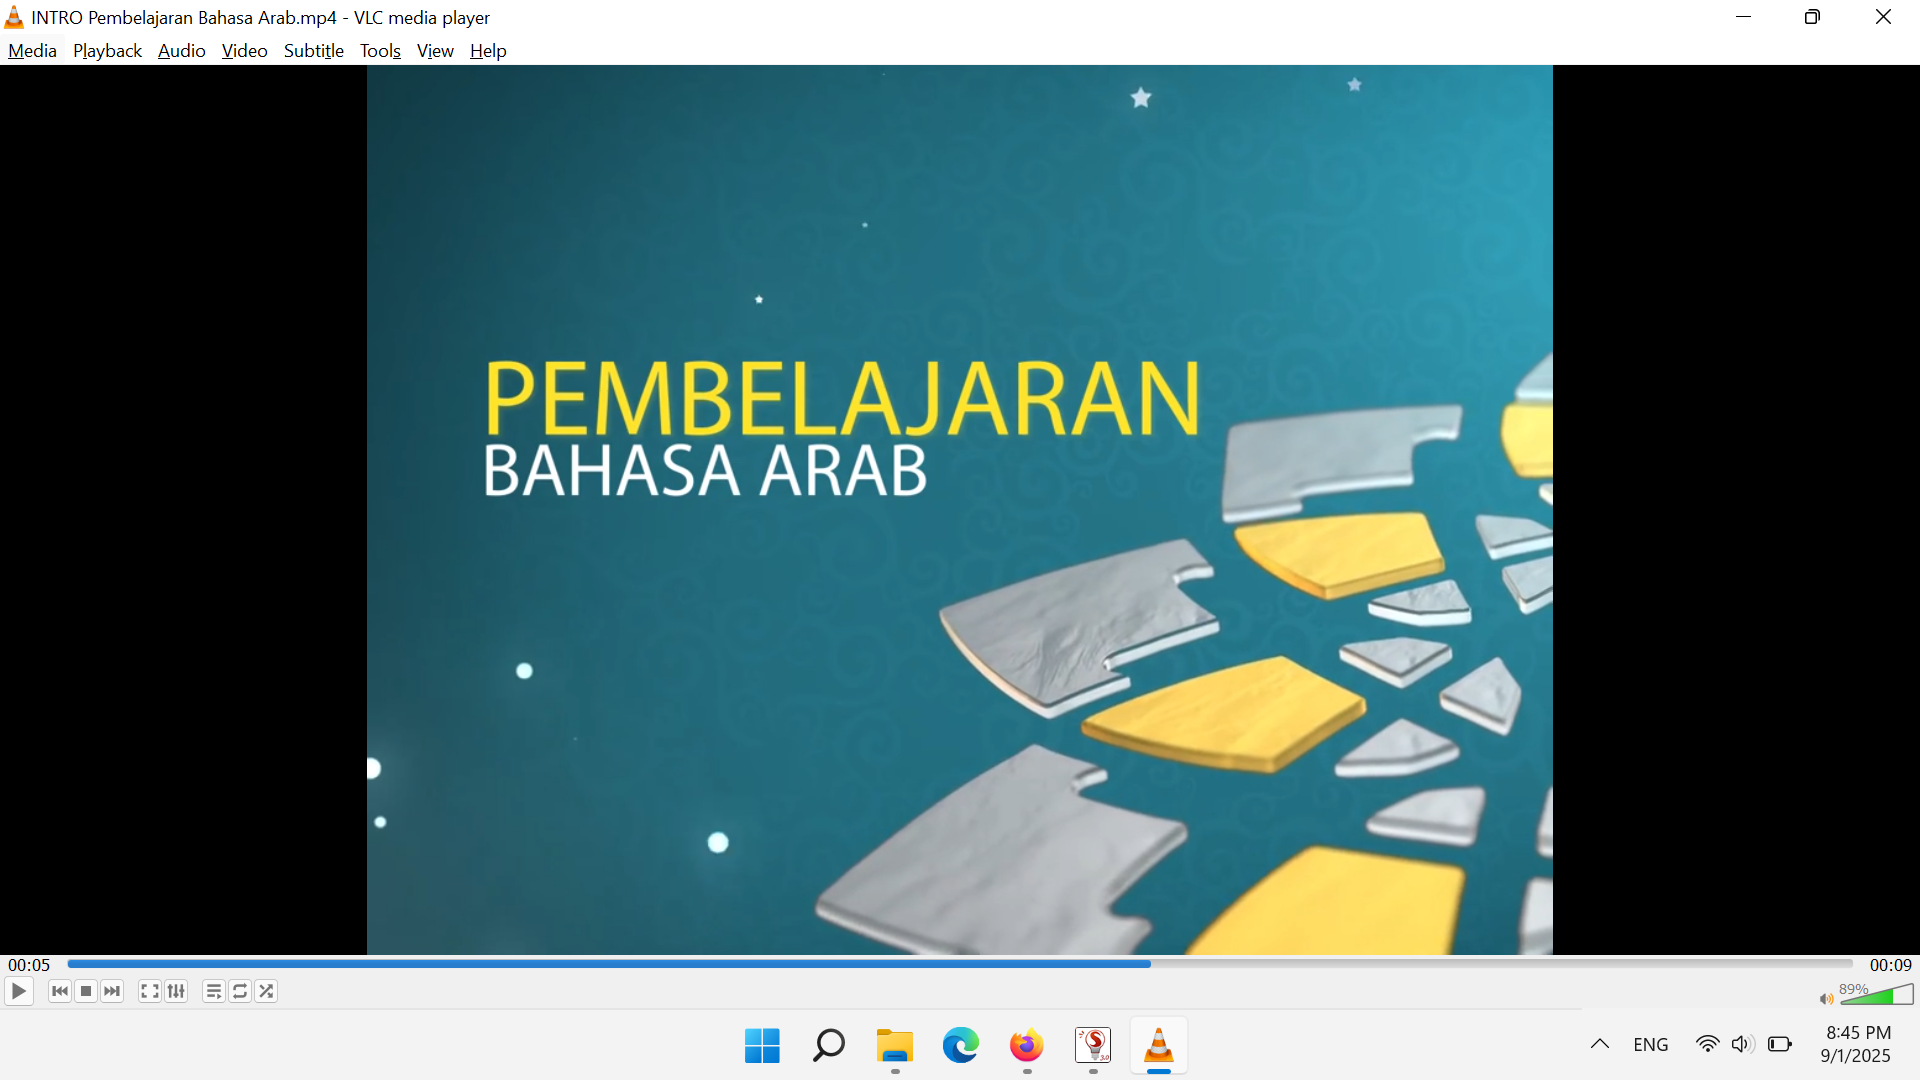 INTRO Pembelajaran Bahasa Arab.mp4 - VLC media player
Media Playback Audio Video Subtitle Tools View Help
PEMBELAJARAN
BAHASA ARAB
00:05 00:09
89%
ENG
8:45 PM
9/1/2025